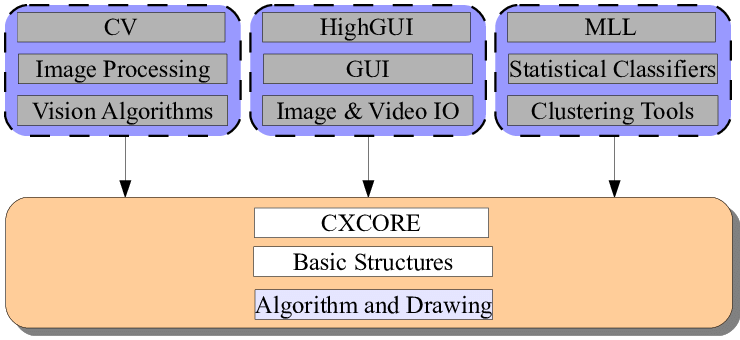 CV
Image Processing
Vision Algorithms
HighGUI
GUI
Image & Video IO
MLL
Statistical Classifiers
Clustering Tools
CXCORE
Basic Structures
Algorithm and Drawing